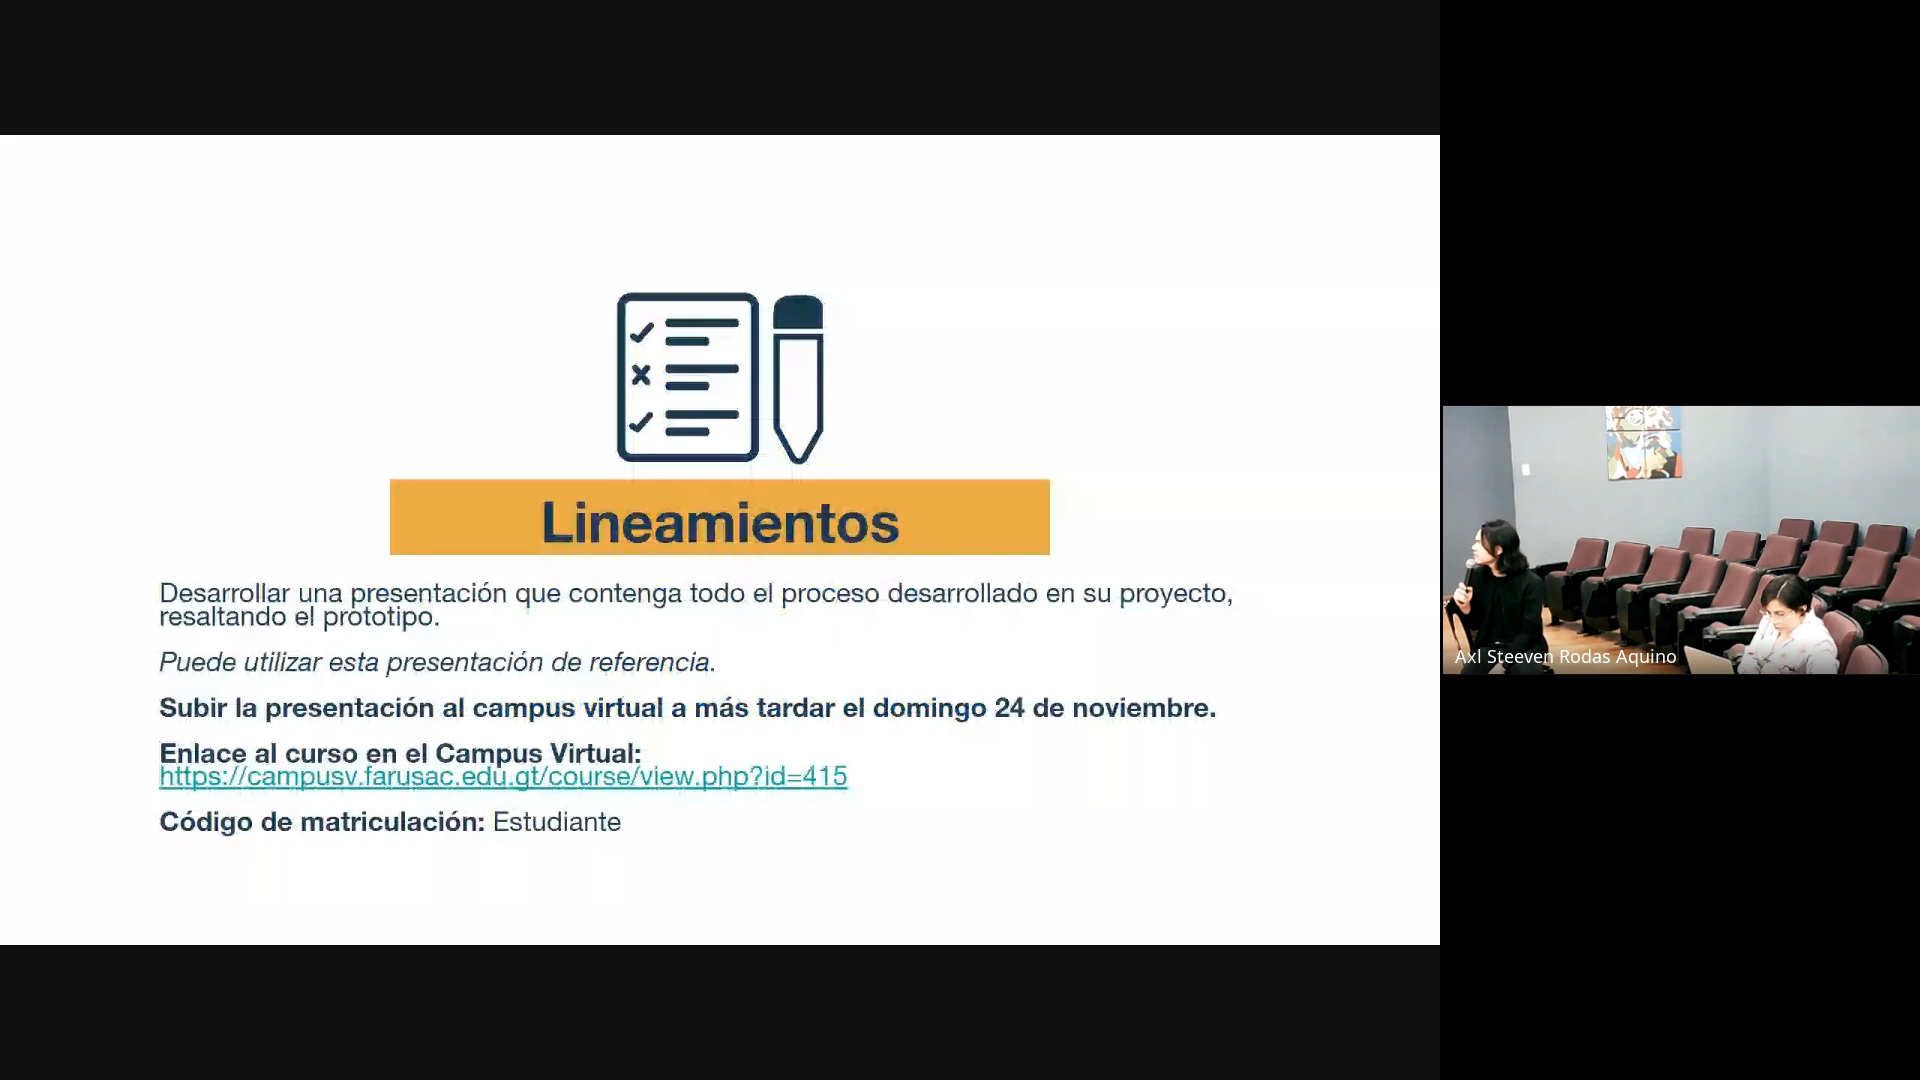 Lineamientos
Desarrollar una presentación que contenga todo el proceso desarrollado en su proyecto,
resaltando el prototipo.
Puede utilizar esta presentación de referencia.
Subir la presentación al campus virtual a más tardar el domingo 24 de noviembre.
Enlace al curso en el Campus Virtual:
https://campusv.farusac.edu.gt/course/view.php?id=415
Código de matriculación: Estudiante
Axl Steeven Rodas Aquino